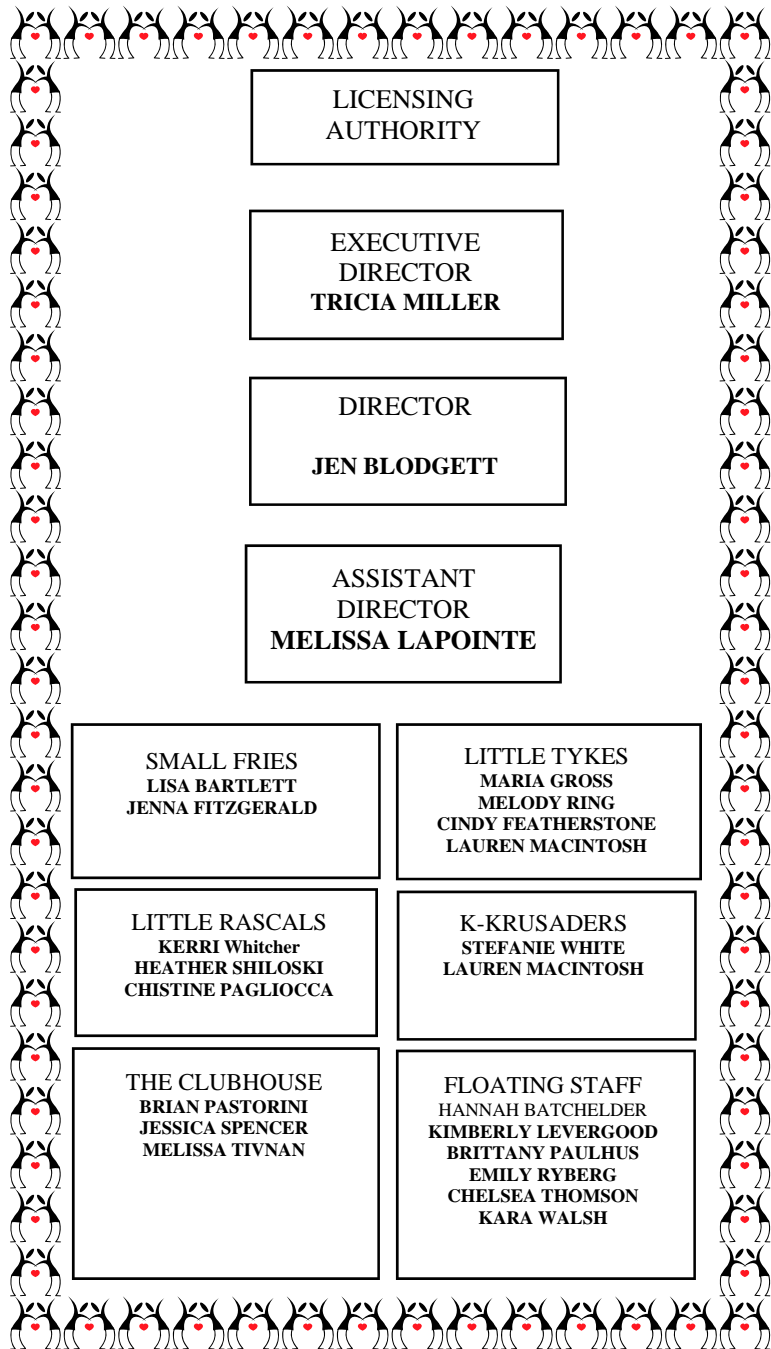 LICENSING
AUTHORITY
EXECUTIVE
DIRECTOR
TRICIA MILLER
DIRECTOR
JEN BLODGETT
ASSISTANT
DIRECTOR
MELISSA LAPOINTE
SMALL FRIES
LISA BARTLETT
JENNA FITZGERALD
LITTLE TYKES
MARIA GROSS
MELODY RING
CINDY FEATHERSTONE
LAUREN MACINTOSH
LITTLE RASCALS
KERRI Whitcher
HEATHER SHILOSKI
CHISTINE PAGLIOCCA
K-KRUSADERS
STEFANIE WHITE
LAUREN MACINTOSH
THE CLUBHOUSE
BRIAN PASTORINI
JESSICA SPENCER
MELISSA TIVNAN
FLOATING STAFF
HANNAH BATCHELDER
KIMBERLY LEVERGOOD
BRITTANY PAULHUS
EMILY RYBERG
CHELSEA THOMSON
KARA WALSH